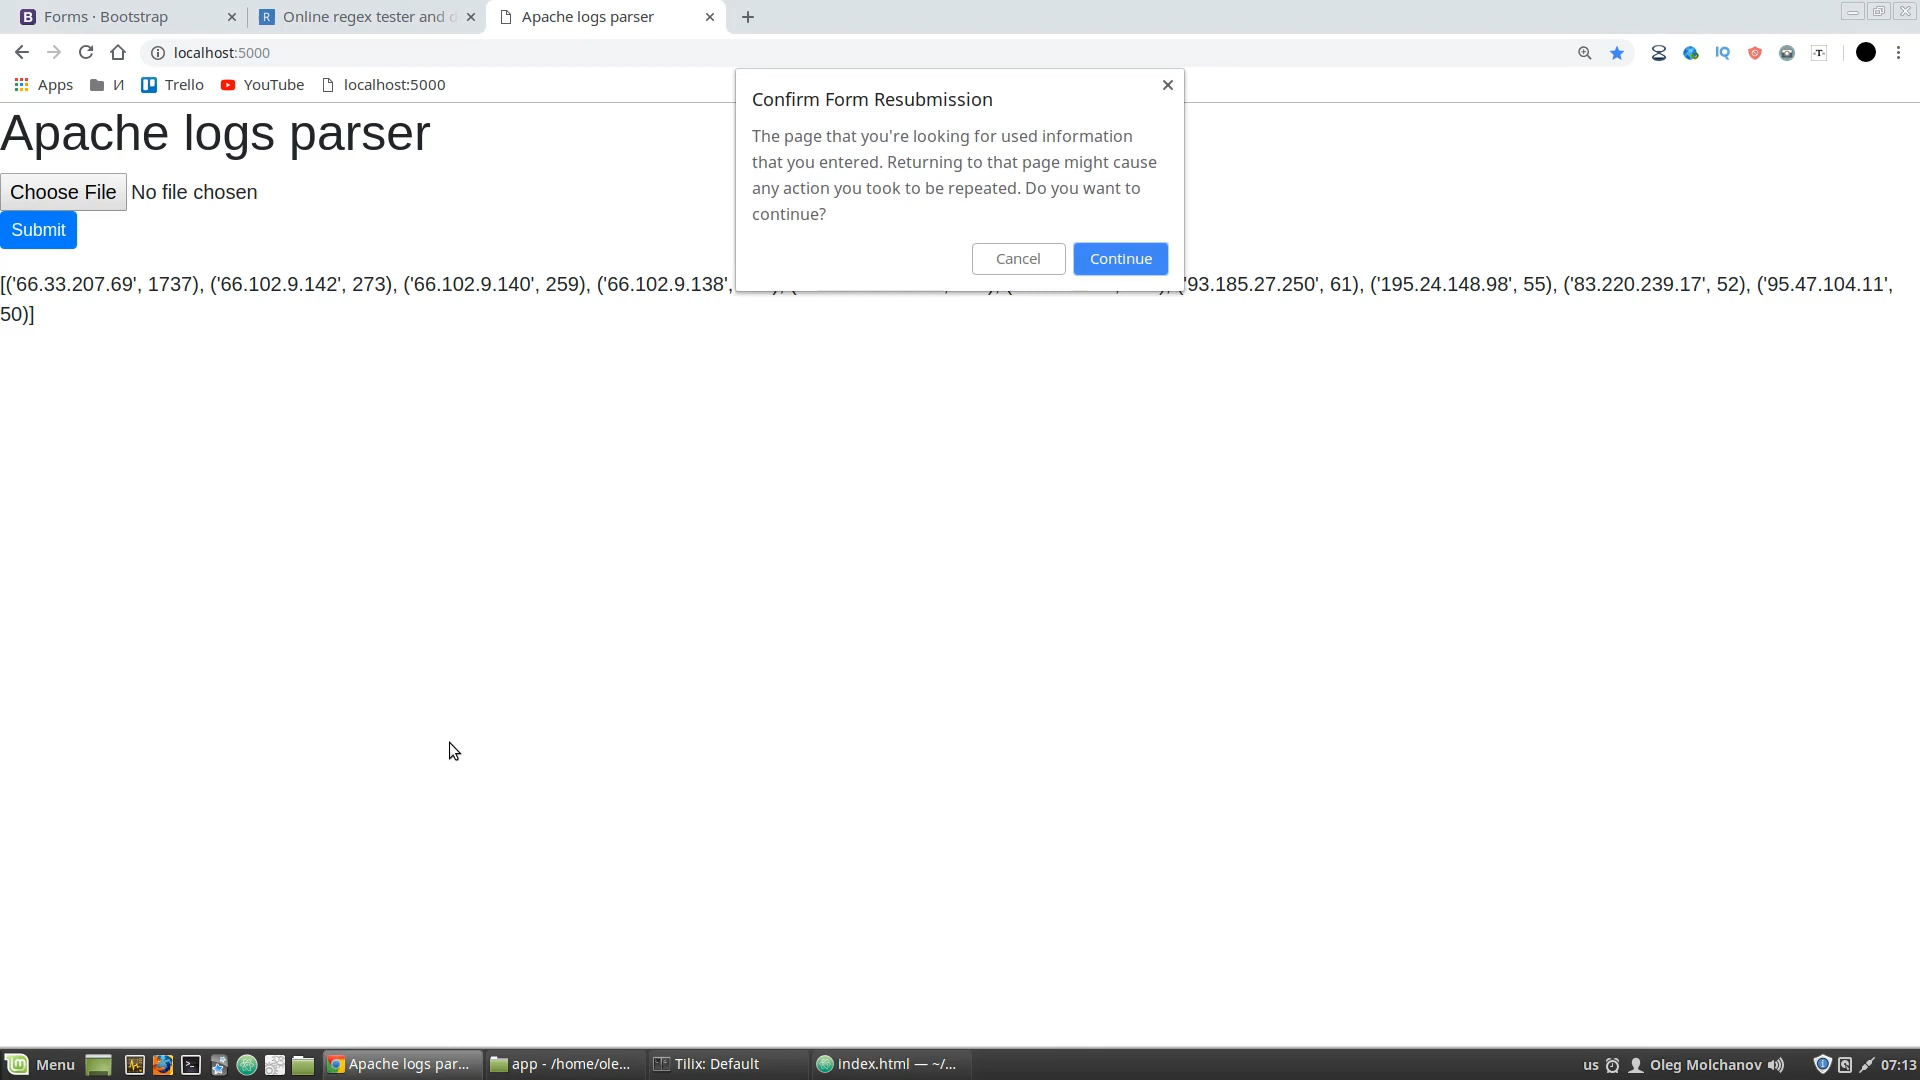 Forms · Bootstrap
Online regex tester and d
Apache logs parser
localhost:5000
Apps
И
Trello
YouTube
localhost:5000
Apache logs parser
Choose File No file chosen
Submit
[('66.33.207.69', 1737), ('66.102.9.142', 273), ('66.102.9.140', 259), ('66.102.9.138', '93.185.27.250', 61), ('195.24.148.98', 55), ('83.220.239.17', 52), ('95.47.104.11',
50)]
Confirm Form Resubmission
The page that you're looking for used information
that you entered. Returning to that page might cause
any action you took to be repeated. Do you want to
continue?
Cancel
Continue
Menu
Apache logs par...
app - /home/ole...
Tilix: Default
index.html — ~/...
us
Oleg Molchanov
07:13